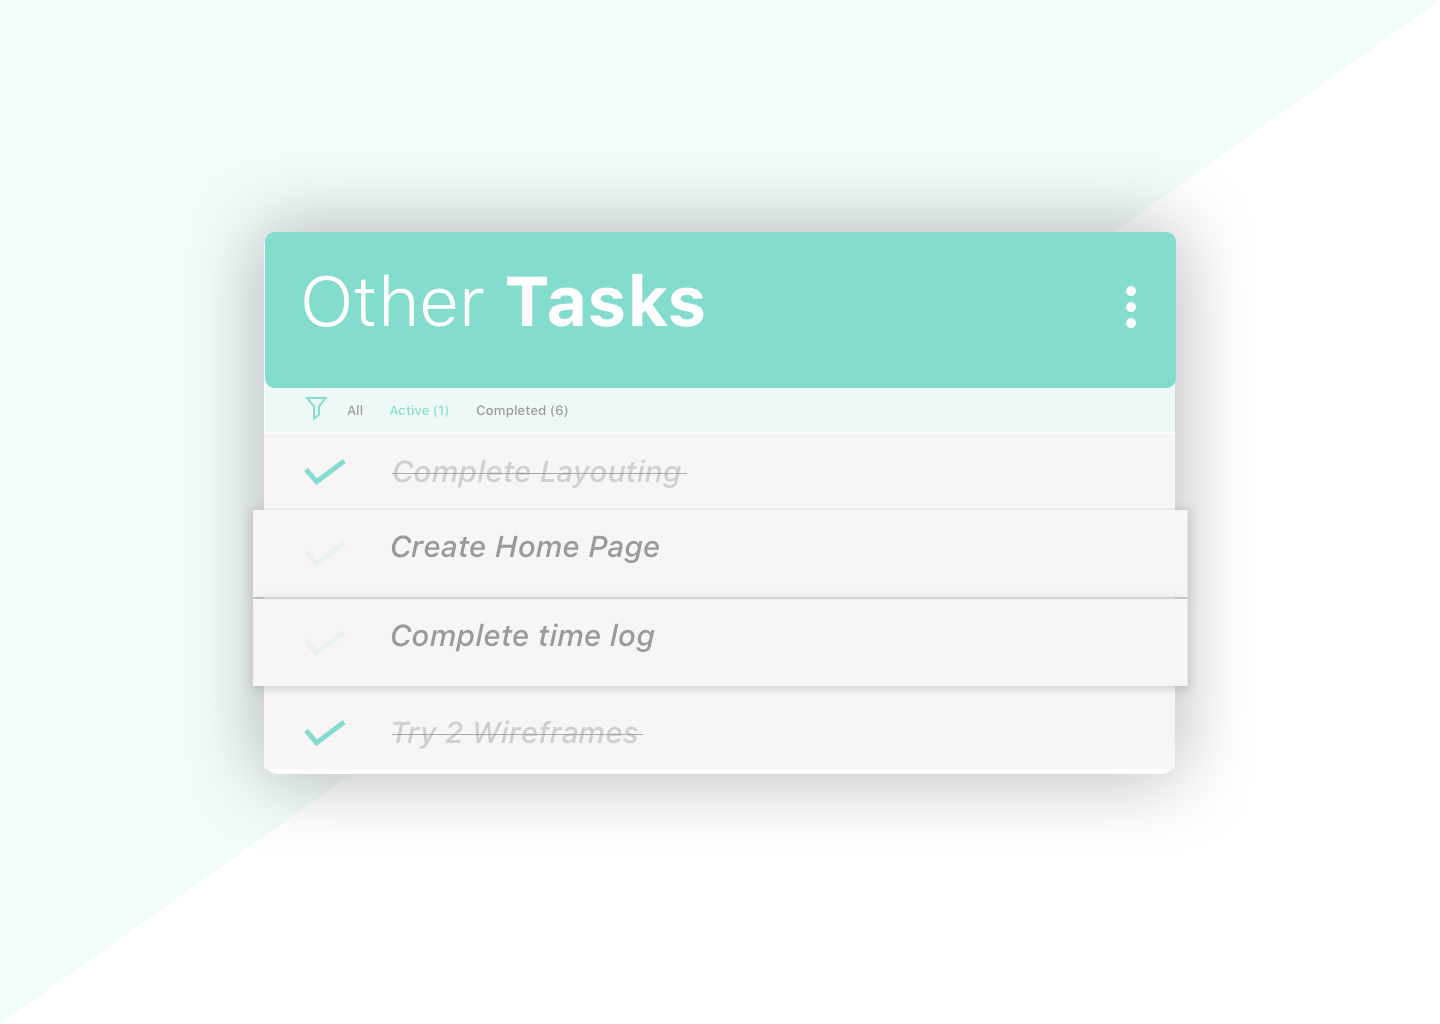 Other Tasks
All Active (1) Completed (6)
Complete Layouting
Create Home Page
Complete time log
Try 2 Wireframes